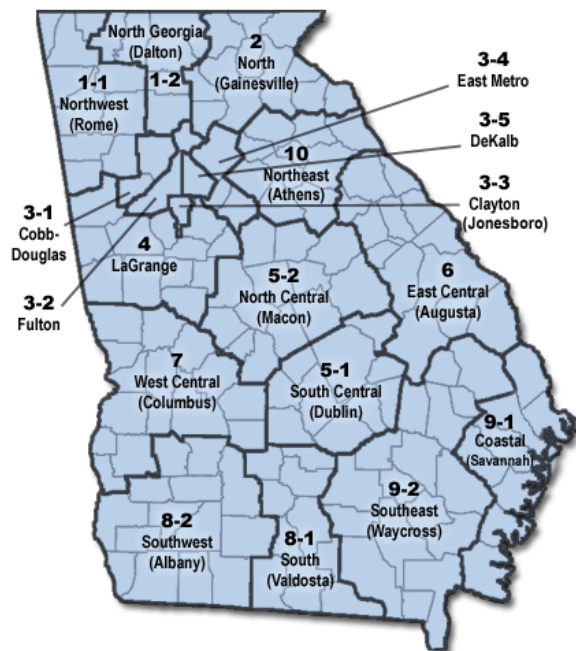 North Georgia
(Dalton)
1-2
2
North
(Gainesville)
1-1
Northwest
(Rome)
3-4
East Metro
3-5
DeKalb
10
Northeast
(Athens)
3-3
Clayton
(Jonesboro)
3-1
Cobb-
Douglas
4
LaGrange
3-2
Fulton
5-2
North Central
(Macon)
6
East Central
(Augusta)
7
West Central
(Columbus)
5-1
South Central
(Dublin)
9-1
Coastal
(Savannah)
9-2
Southeast
(Waycross)
8-2
Southwest
(Albany)
8-1
South
(Valdosta)